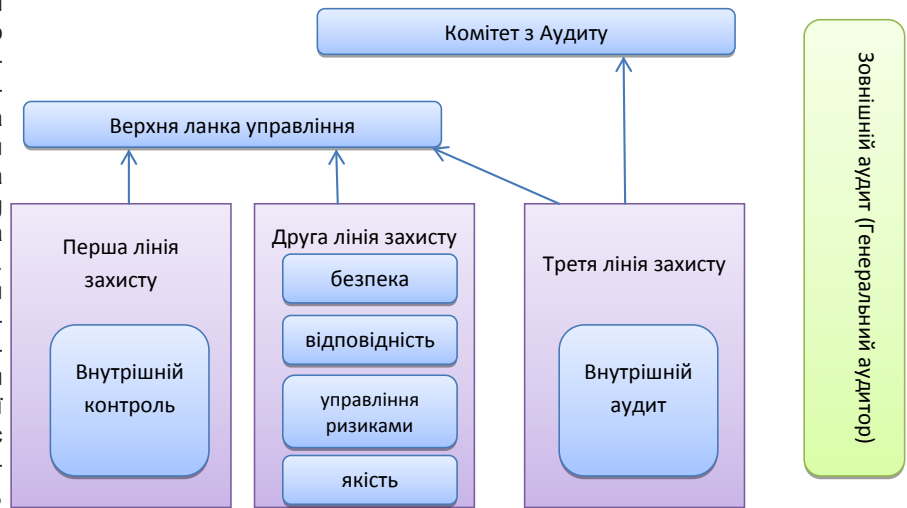 Комітет з Аудиту
Верхня ланка управління
Перша лінія
захисту
Внутрішній
контроль
Друга лінія захисту
безпека
відповідність
управління
ризиками
якість
Третя лінія захисту
Внутрішній
аудит
Зовнішній аудит (Генеральний аудитор)